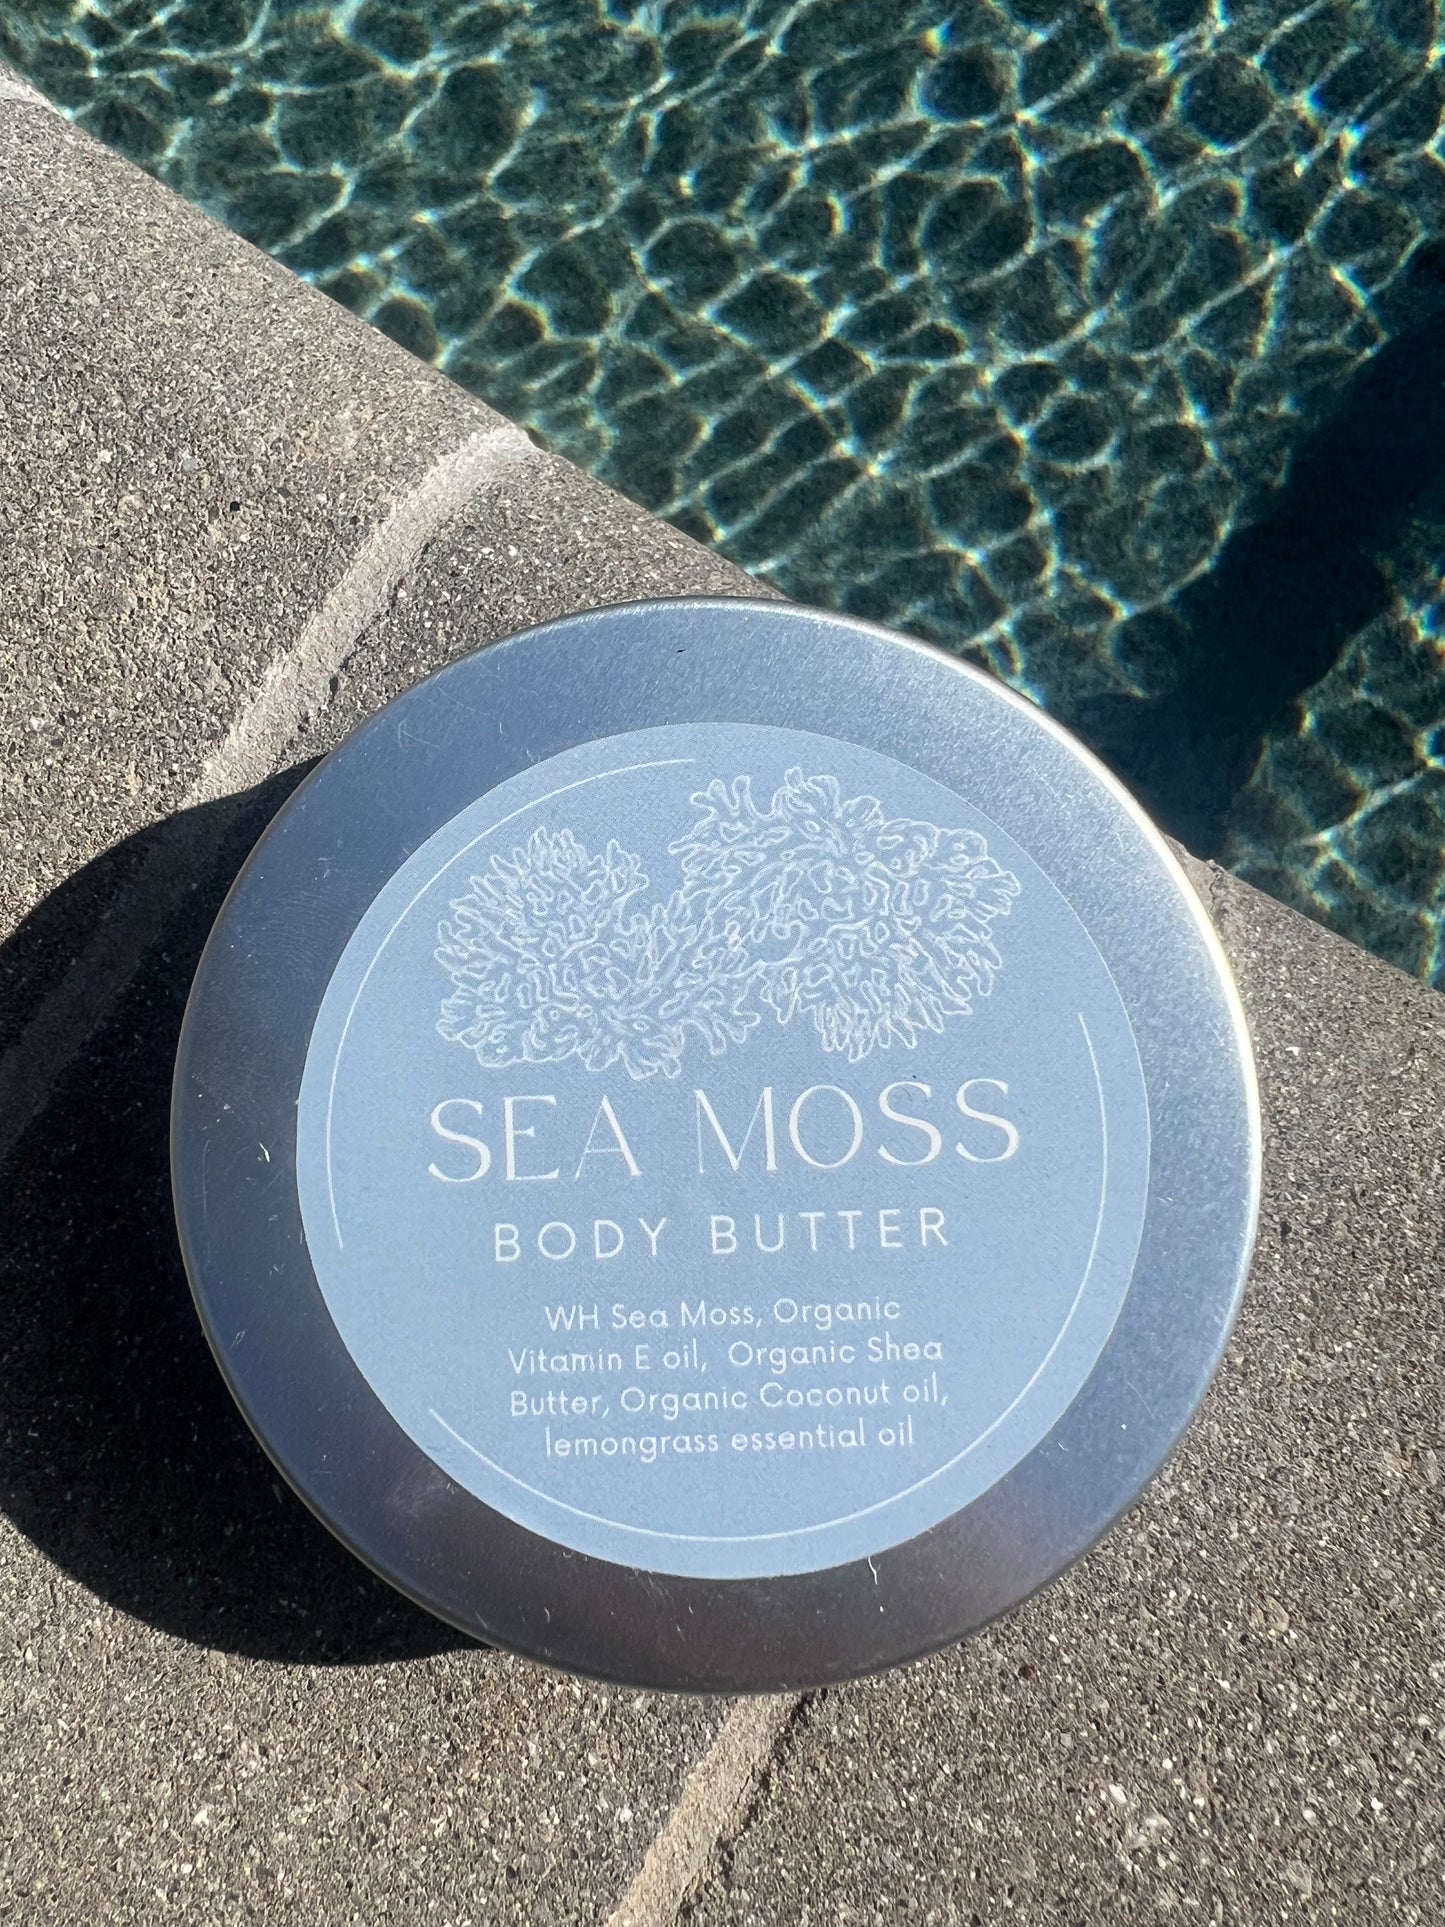 SEA MOSS
BODY BUTTER
WH Sea Moss, Organic
Vitamin E oil, Organic Shea
Butter, Organic Coconut oil,
lemongrass essential oil